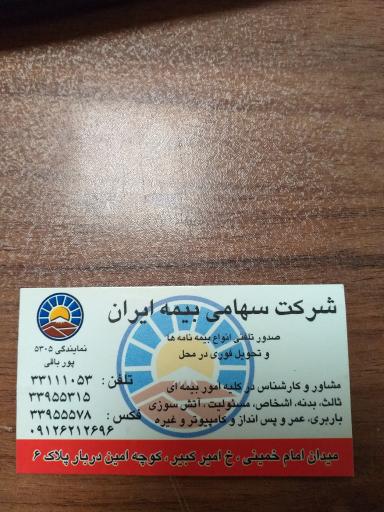 شرکت سهامی بیمه ایران
صدور تلفنی انواع بیمه نامه ها
و تحویل فوری در محل
نمایندگی ۵۳۰۵
پور باقی
مشاور و کارشناس در کلیه امور بیمه ای
ثالث، بدنه، اشخاص، مسئولیت، آتش سوزی
باربری، عمر و پس انداز و کامپیوتر و غیره
تلفن: ۳۳۱۱۱۰۵۳
۳۳۹۵۵۳۱۵
فکس: ۳۳۹۵۵۵۷۸
۰۹۱۲۶۲۱۲۶۹۶
میدان امام خمینی، خ امیر کبیر، کوچه امین دربار پلاک ۶